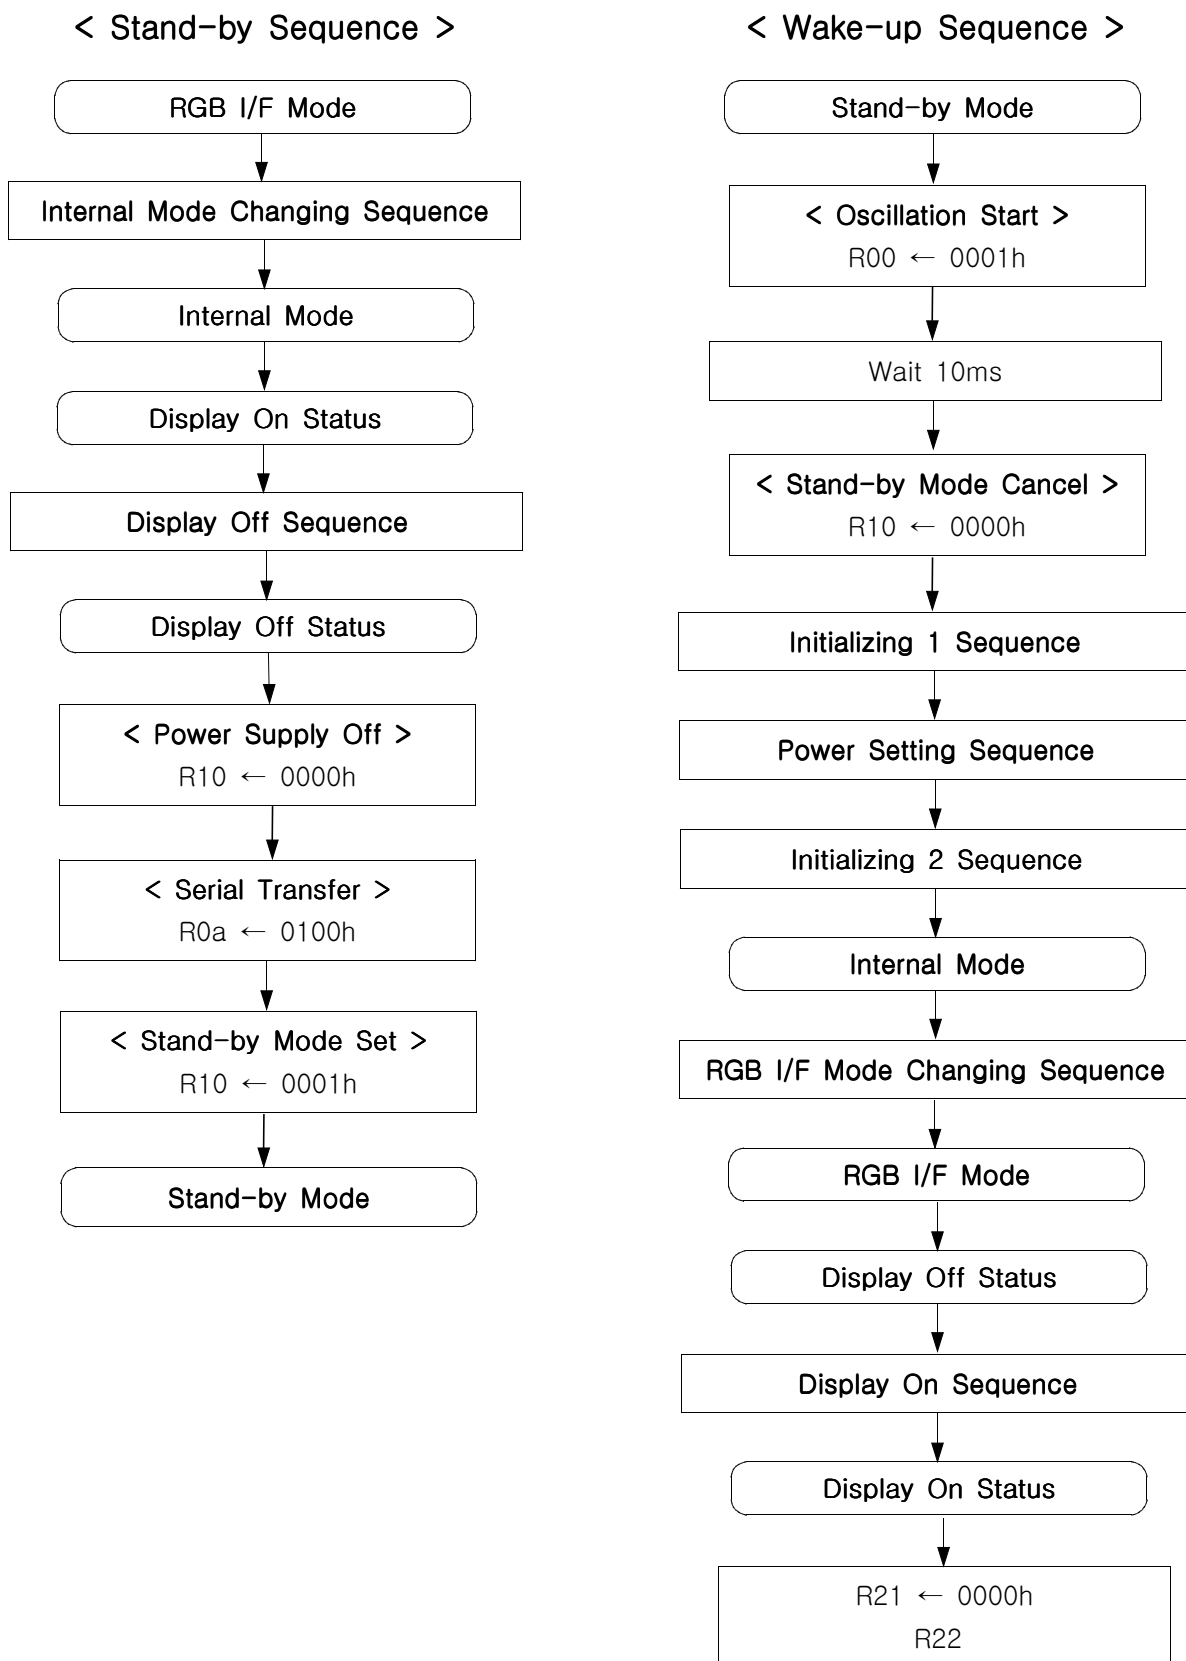 < Stand-by Sequence >
RGB I/F Mode
Internal Mode Changing Sequence
Internal Mode
Display On Status
Display Off Sequence
Display Off Status
< Power Supply Off >
R10 ← 0000h
< Serial Transfer >
R0a ← 0100h
< Stand-by Mode Set >
R10 ← 0001h
Stand-by Mode
< Wake-up Sequence >
Stand-by Mode
< Oscillation Start >
R00 ← 0001h
Wait 10ms
< Stand-by Mode Cancel >
R10 ← 0000h
Initializing 1 Sequence
Power Setting Sequence
Initializing 2 Sequence
Internal Mode
RGB I/F Mode Changing Sequence
RGB I/F Mode
Display Off Status
Display On Sequence
Display On Status
R21 ← 0000h
R22